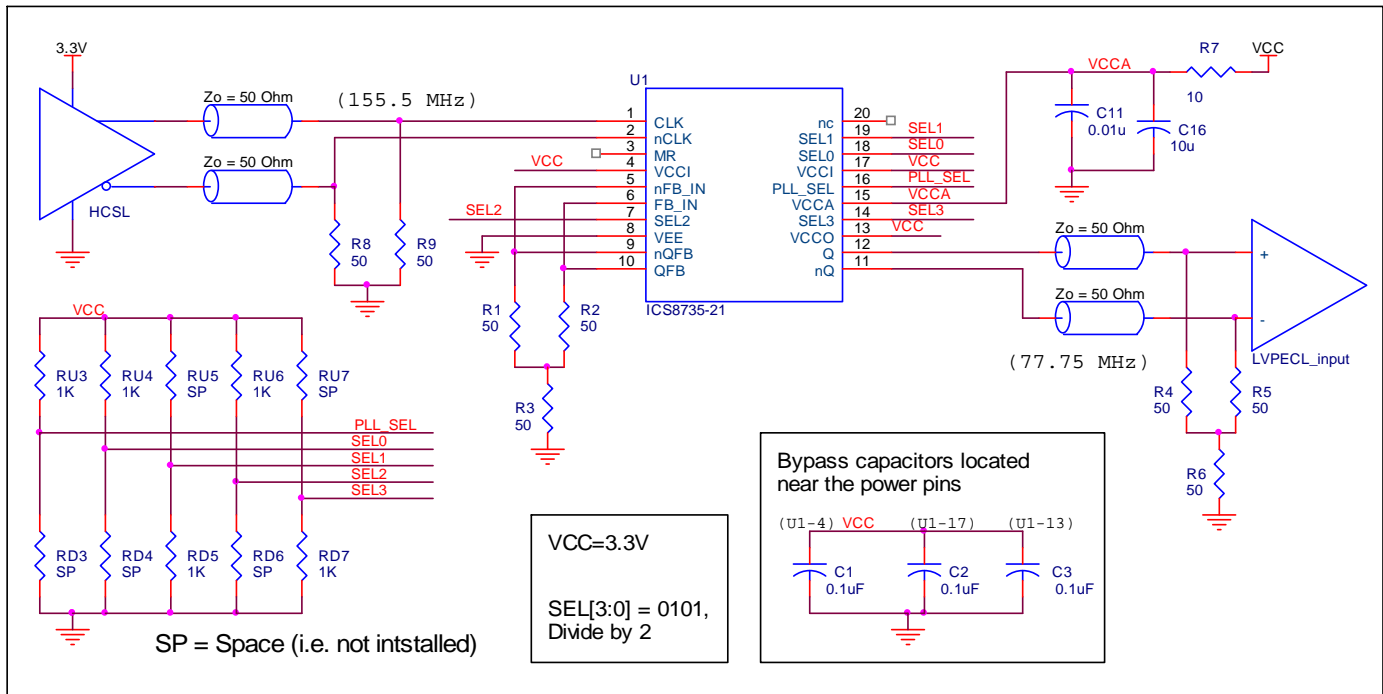 3.3V
HCSL
Zo = 50 Ohm
Zo = 50 Ohm
(155.5 MHz)
R8
50
R9
50
VCC
SEL2
U1
1 CLK
2 nCLK
3 MR
4 VCCI
5 nFB_IN
6 FB_IN
7 SEL2
8 VEE
9 nQFB
10 QFB
20 nc
19 SEL1
18 SEL0
17 VCCI
16 PLL_SEL
15 VCCA
14 SEL3
13 VCCO
12 Q
11 nQ
ICS8735-21
SEL1
SEL0
VCC
PLL_SEL
VCCA
SEL3
VCC
VCCA
R7
10
VCC
C11
0.01u
C16
10u
Zo = 50 Ohm
Zo = 50 Ohm
(77.75 MHz)
+
-
LVPECL_input
R4
50
R5
50
R6
50
R1
50
R2
50
R3
50
VCC
RU3
1K
RU4
1K
RU5
SP
RU6
1K
RU7
SP
PLL_SEL
SEL0
SEL1
SEL2
SEL3
RD3
SP
RD4
SP
RD5
1K
RD6
SP
RD7
1K
SP = Space (i.e. not intstalled)
VCC=3.3V
SEL[3:0] = 0101,
Divide by 2
Bypass capacitors located
near the power pins
(U1-4) VCC (U1-17) (U1-13)
C1
0.1uF
C2
0.1uF
C3
0.1uF